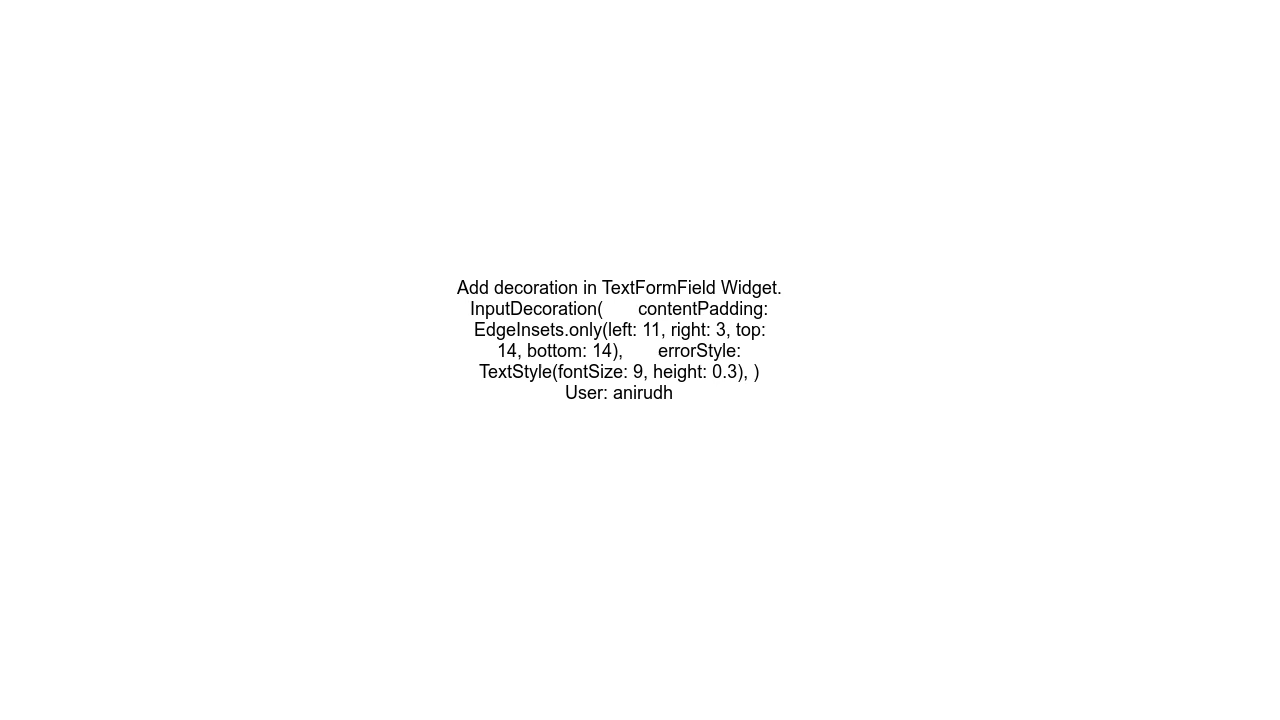 Add decoration in TextFormField Widget.
InputDecoration(       contentPadding:
EdgeInsets.only(left: 11, right: 3, top:
14, bottom: 14),       errorStyle:
TextStyle(fontSize: 9, height: 0.3), )
User: anirudh